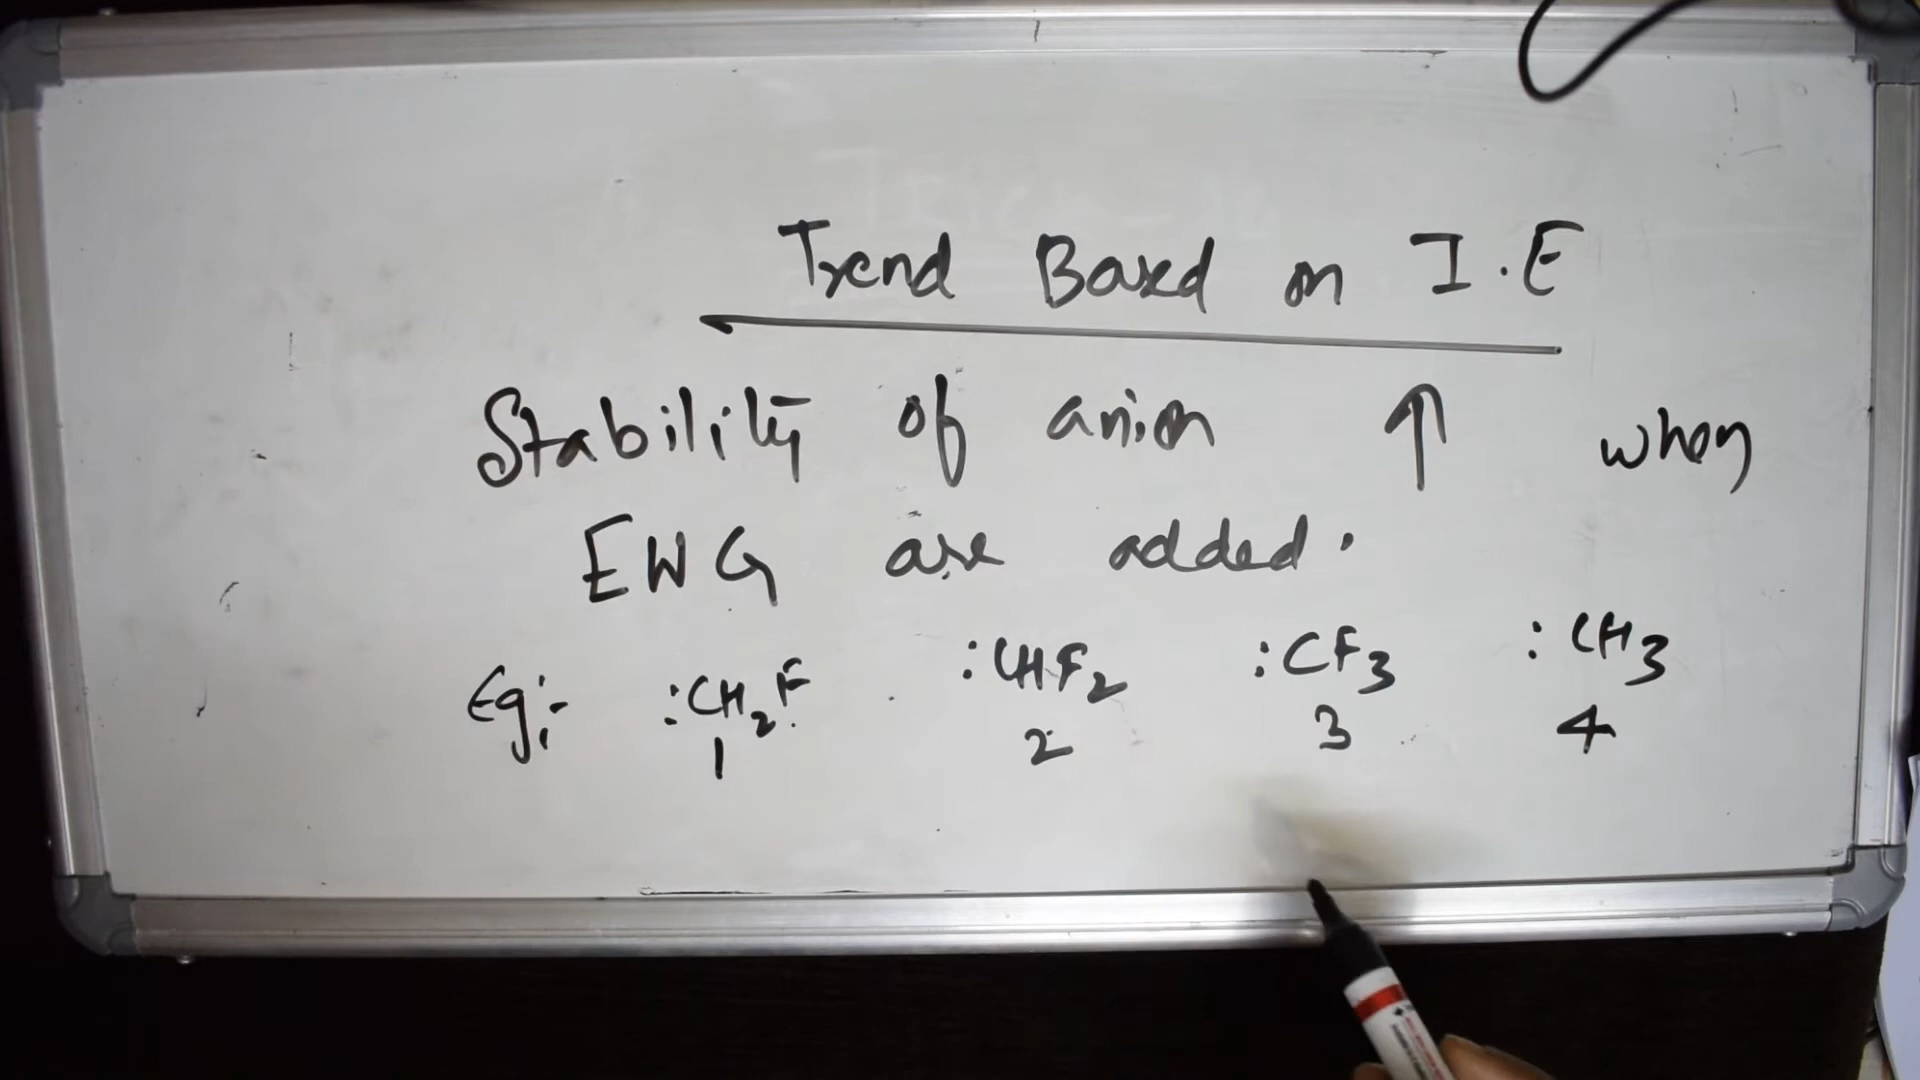 Trend Based on I.E
Stability of anion ↑ when
EWG are added.
Eg:- :CH₂F :CHF₂ :CF₃ :CH₃
1 2 3 4